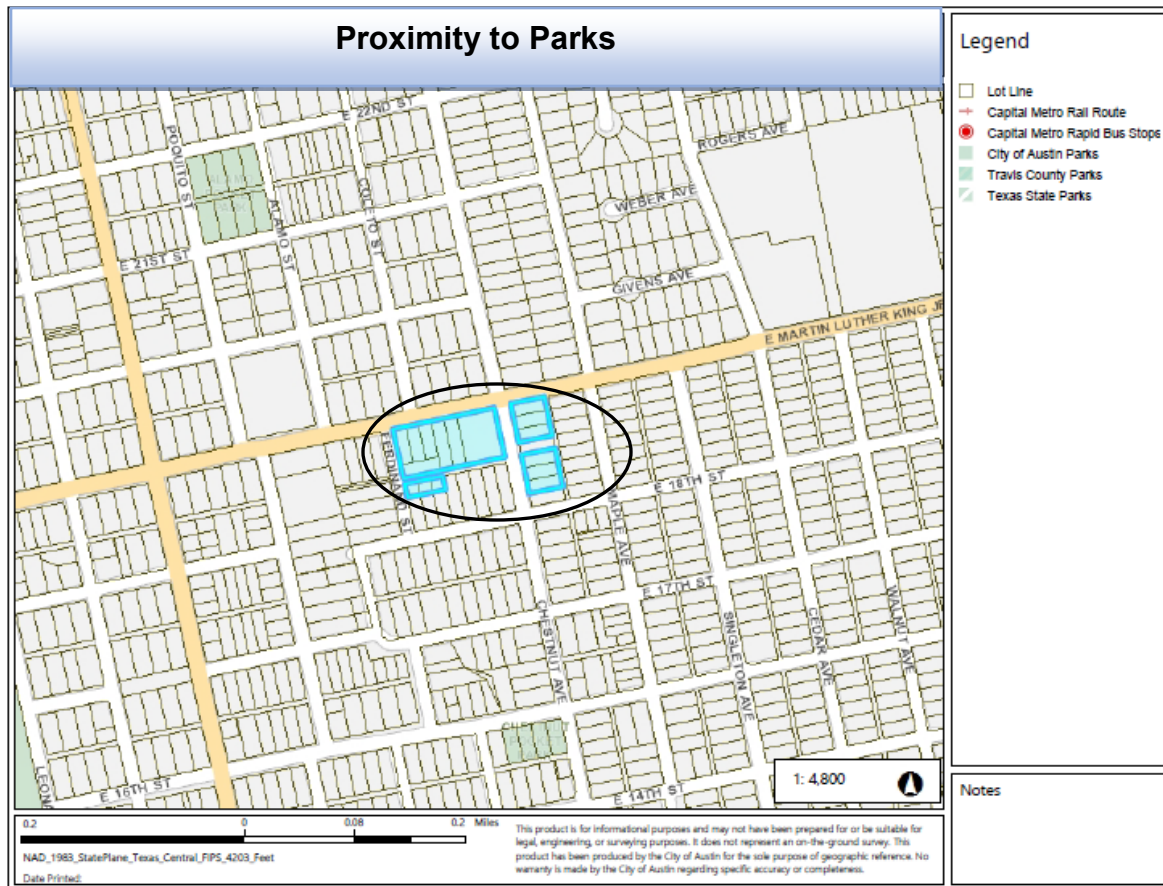 Proximity to Parks
Legend
Lot Line
Capital Metro Rail Route
Capital Metro Rapid Bus Stops
City of Austin Parks
Travis County Parks
Texas State Parks
E 22ND ST
POQUITO ST
ALAMO ST
COLETO ST
ROGERS AVE
WEBER AVE
E 21ST ST
GIVENS AVE
E MARTIN LUTHER KING JR
FERDINAND ST
E 18TH ST
MAPLE AVE
E 17TH ST
CHESTNUT AVE
SINGLETON AVE
CEDAR AVE
WALNUT AVE
E 16TH ST
E 14TH ST
1: 4,800
Notes
0.2
0
0.08
0.2 Miles
NAD_1983_StatePlane_Texas_Central_FIPS_4203_Feet
Date Printed:
This product is for informational purposes and may not have been prepared for or be suitable for
legal, engineering, or surveying purposes. It does not represent an on-the-ground survey. This
product has been produced by the City of Austin for the sole purpose of geographic reference. No
warranty is made by the City of Austin regarding specific accuracy or completeness.